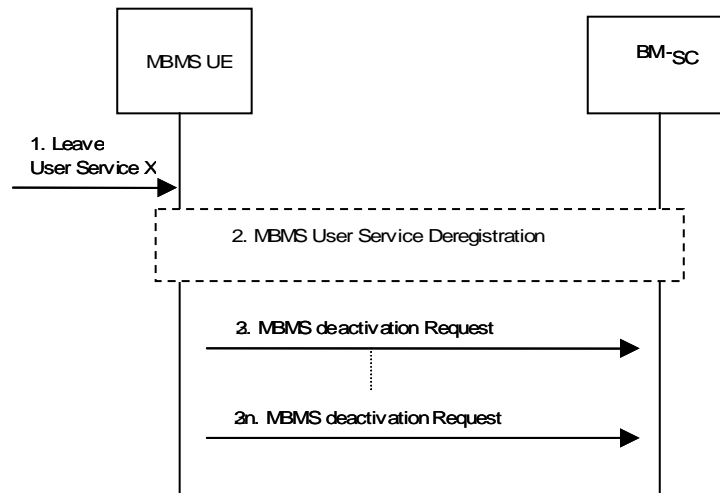 MBMS UE
BM-SC
1. Leave
User Service X
2. MBMS User Service Deregistration
3. MBMS deactivation Request
3n. MBMS deactivation Request